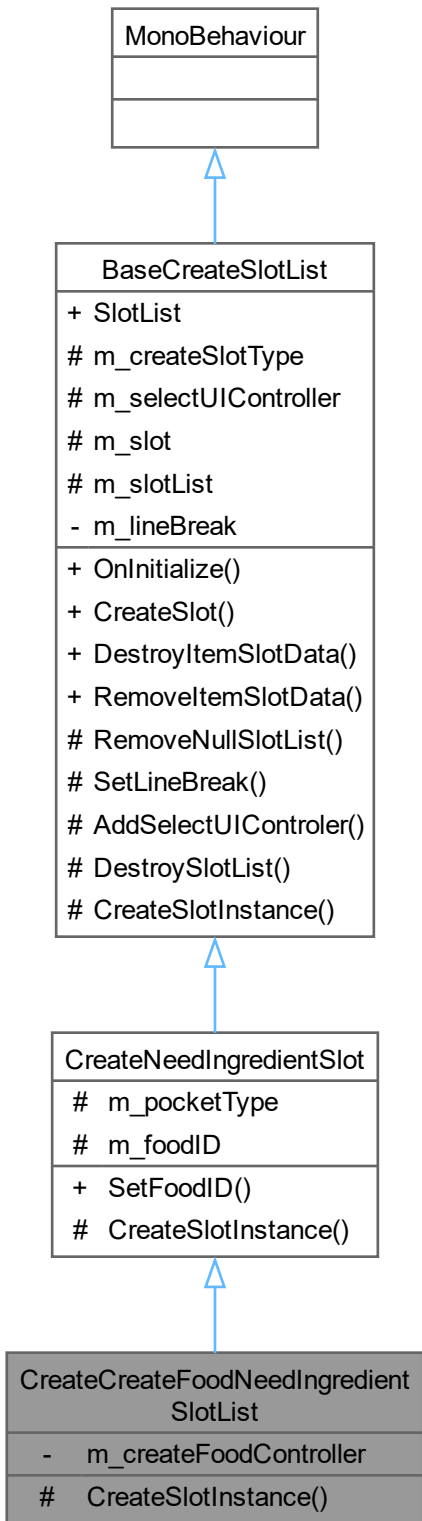 MonoBehaviour
BaseCreateSlotList
+ SlotList
# m_createSlotType
# m_selectUIController
# m_slot
# m_slotList
- m_lineBreak
+ OnInitialize()
+ CreateSlot()
+ DestroyItemSlotData()
+ RemoveItemSlotData()
# RemoveNullSlotList()
# SetLineBreak()
# AddSelectUIControler()
# DestroySlotList()
# CreateSlotInstance()
CreateNeedIngredientSlot
# m_pocketType
# m_foodID
+ SetFoodID()
# CreateSlotInstance()
CreateCreateFoodNeedIngredient
SlotList
- m_createFoodController
# CreateSlotInstance()